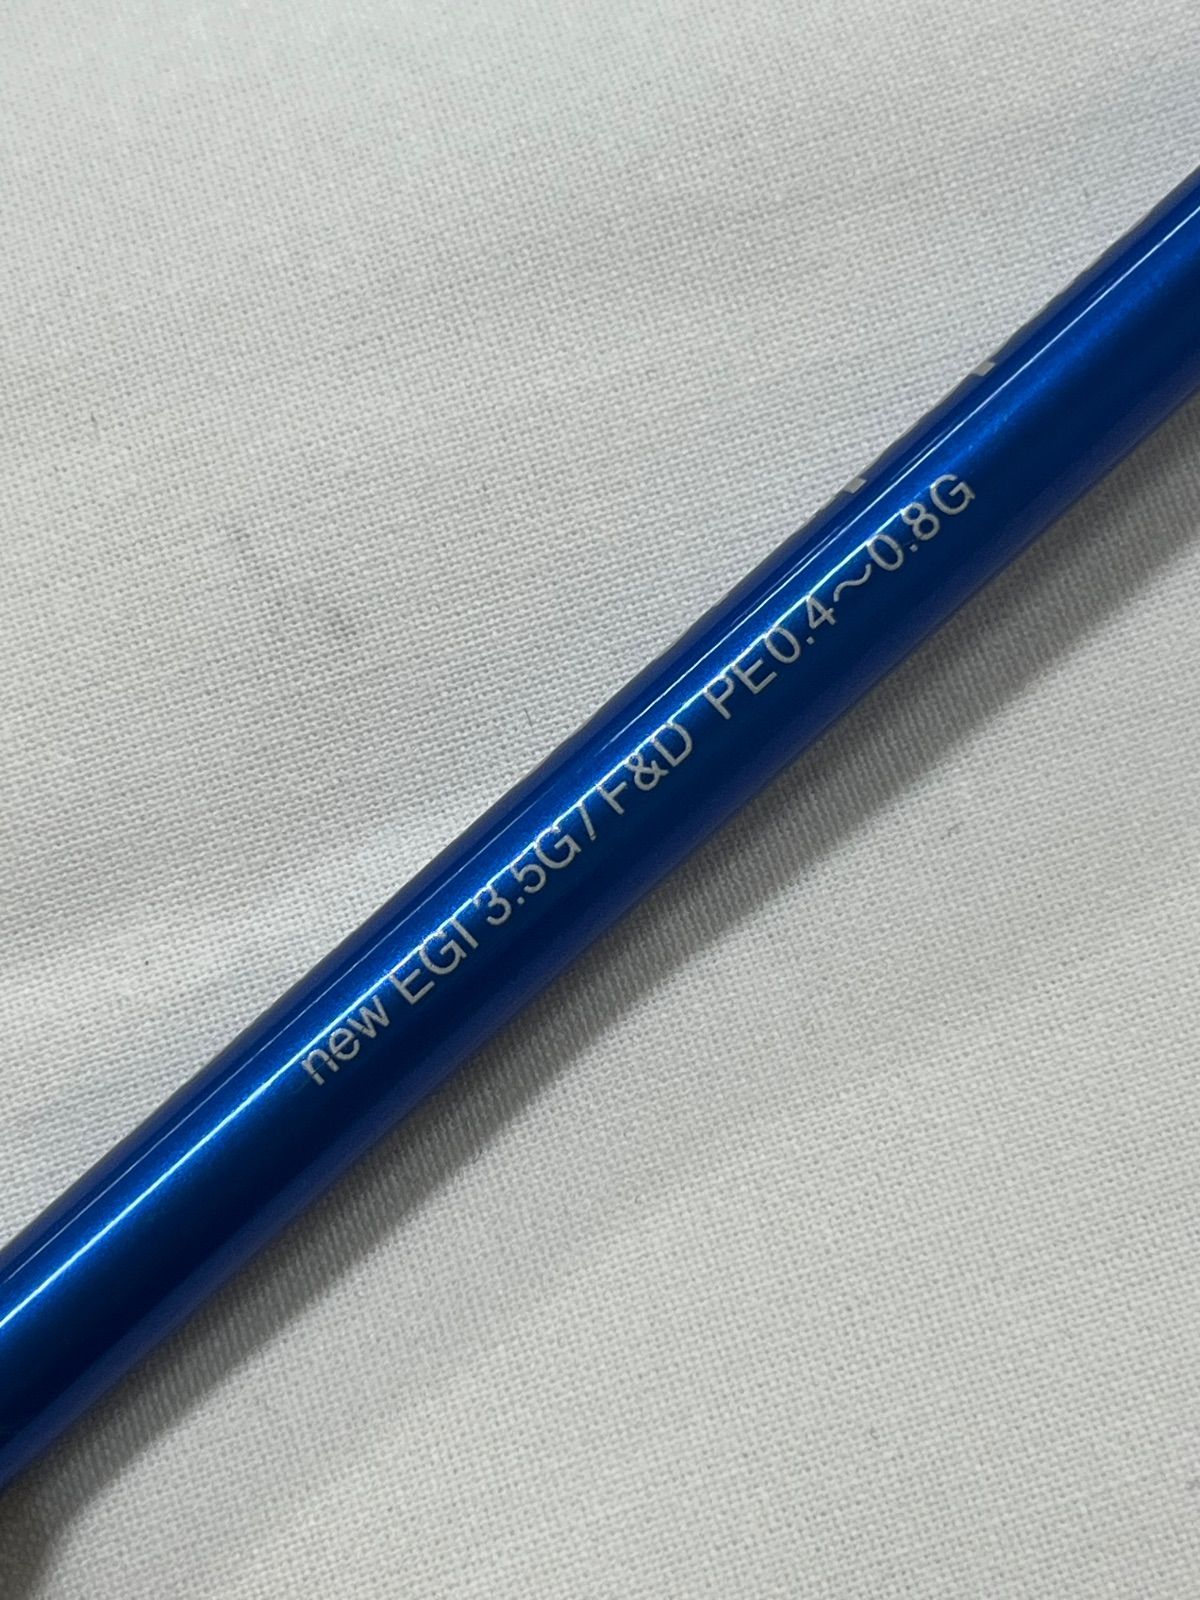 new EGI 3.5G / F&D PE0.4〜0.8G